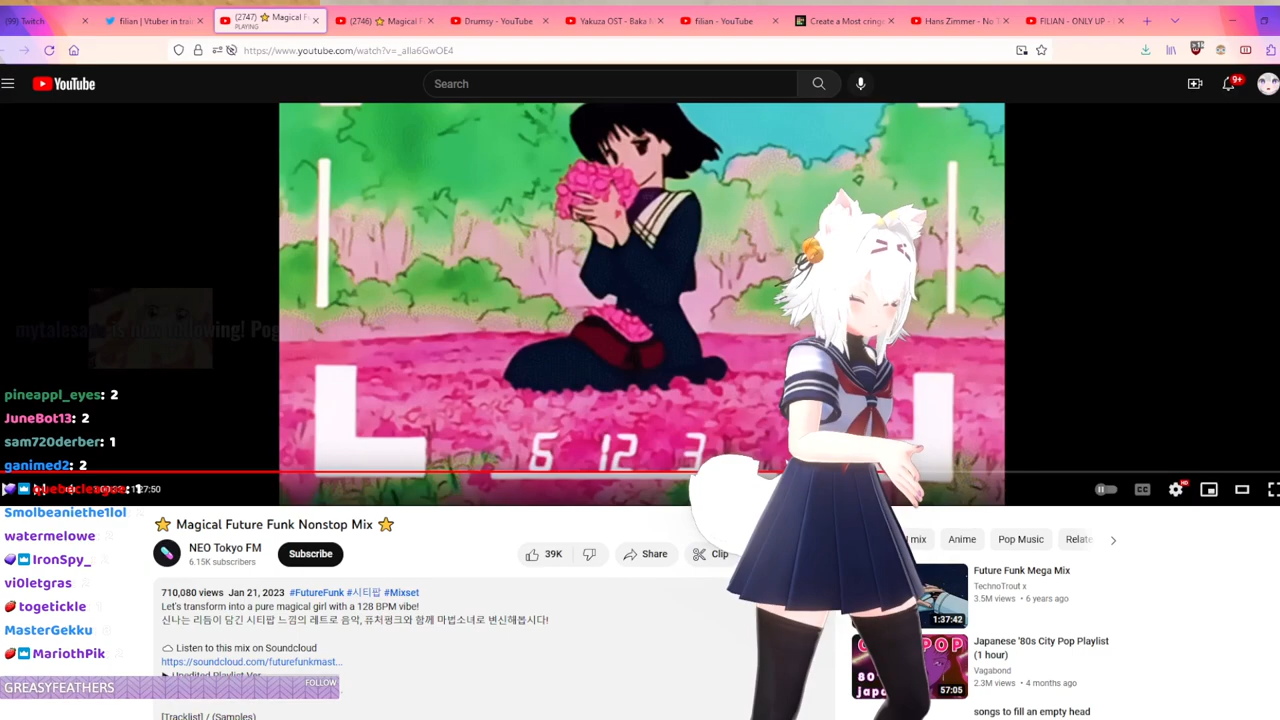 (99) Twitch
filian | Vtuber in trai
(2747) ⭐ Magical F
PLAYING
(2746) ⭐ Magical F
Drumsy - YouTube
Yakuza OST - Baka M
filian - YouTube
Create a Most cringe
Hans Zimmer - No T
FILIAN - ONLY UP -
YouTube
Search
9+
mytalesa is now following! Pog
6 12 3
pineappl_eyes: 2
JuneBot13: 2
sam720derber: 1
ganimed2: 2
27:50
Smolbeaniethe1lol
watermelowe
IronSpy_
vi0letgras
togetickle
MasterGekku
MariothPik
GREASYFEATHERS
FOLLOW
⭐ Magical Future Funk Nonstop Mix ⭐
NEO Tokyo FM
6.15K subscribers
Subscribe
39K
Share
Clip
710,080 views Jan 21, 2023 #FutureFunk #시티팝 #Mixset
Let's transform into a pure magical girl with a 128 BPM vibe!
신나는 리듬이 담긴 시티팝 느낌의 레트로 음악, 퓨처펑크와 함께 마법소녀로 변신해봅시다!
Listen to this mix on Soundcloud
https://soundcloud.com/futurefunkmast...
▶ Unedited Playlist Ver.
[Tracklist] / (Samples)
l mix
Anime
Pop Music
Relate
Future Funk Mega Mix
TechnoTrout x
3.5M views • 6 years ago
1:37:42
Japanese '80s City Pop Playlist
(1 hour)
Vagabond
2.3M views • 4 months ago
57:05
songs to fill an empty head